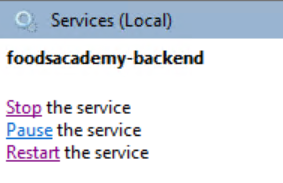 Services (Local)
foodsacademy-backend
Stop the service
Pause the service
Restart the service